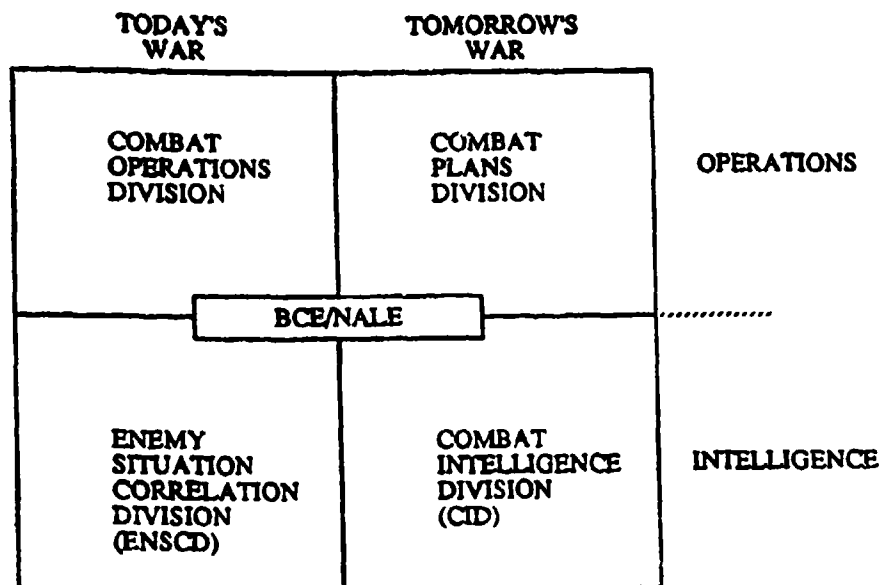 TODAY'S
WAR
TOMORROW'S
WAR
COMBAT
OPERATIONS
DIVISION
COMBAT
PLANS
DIVISION
OPERATIONS
BCE/NALE
ENEMY
SITUATION
CORRELATION
DIVISION
(ENSCD)
COMBAT
INTELLIGENCE
DIVISION
(CID)
INTELLIGENCE